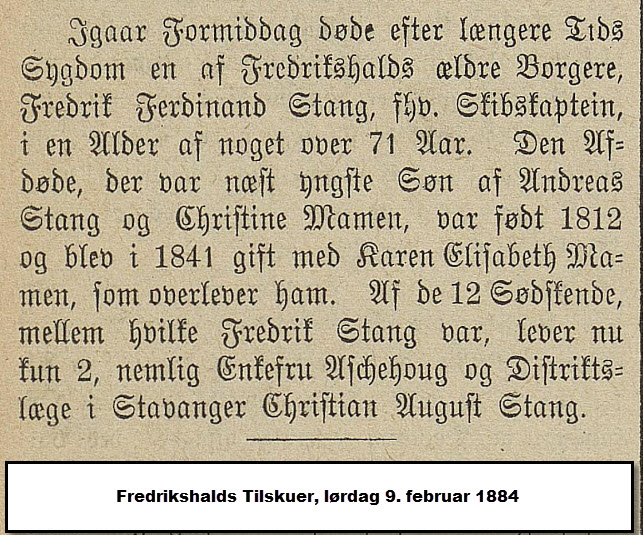 Igaar Formiddag døde efter længere Tids
Sygdom en af Fredrikshalds ældre Borgere,
Fredrik Ferdinand Stang, fhv. Skibskaptein,
i en Alder af noget over 71 Aar. Den Af=
døde, der var næst yngste Søn af Andreas
Stang og Christine Mamen, var født 1812
og blev i 1841 gift med Karen Elisabeth Ma=
men, som overlever ham. Af de 12 Sødskende,
mellem hvilke Fredrik Stang var, lever nu
kun 2, nemlig Enkefru Aschehoug og Distrikts=
læge i Stavanger Christian August Stang.
Fredrikshalds Tilskuer, lørdag 9. februar 1884